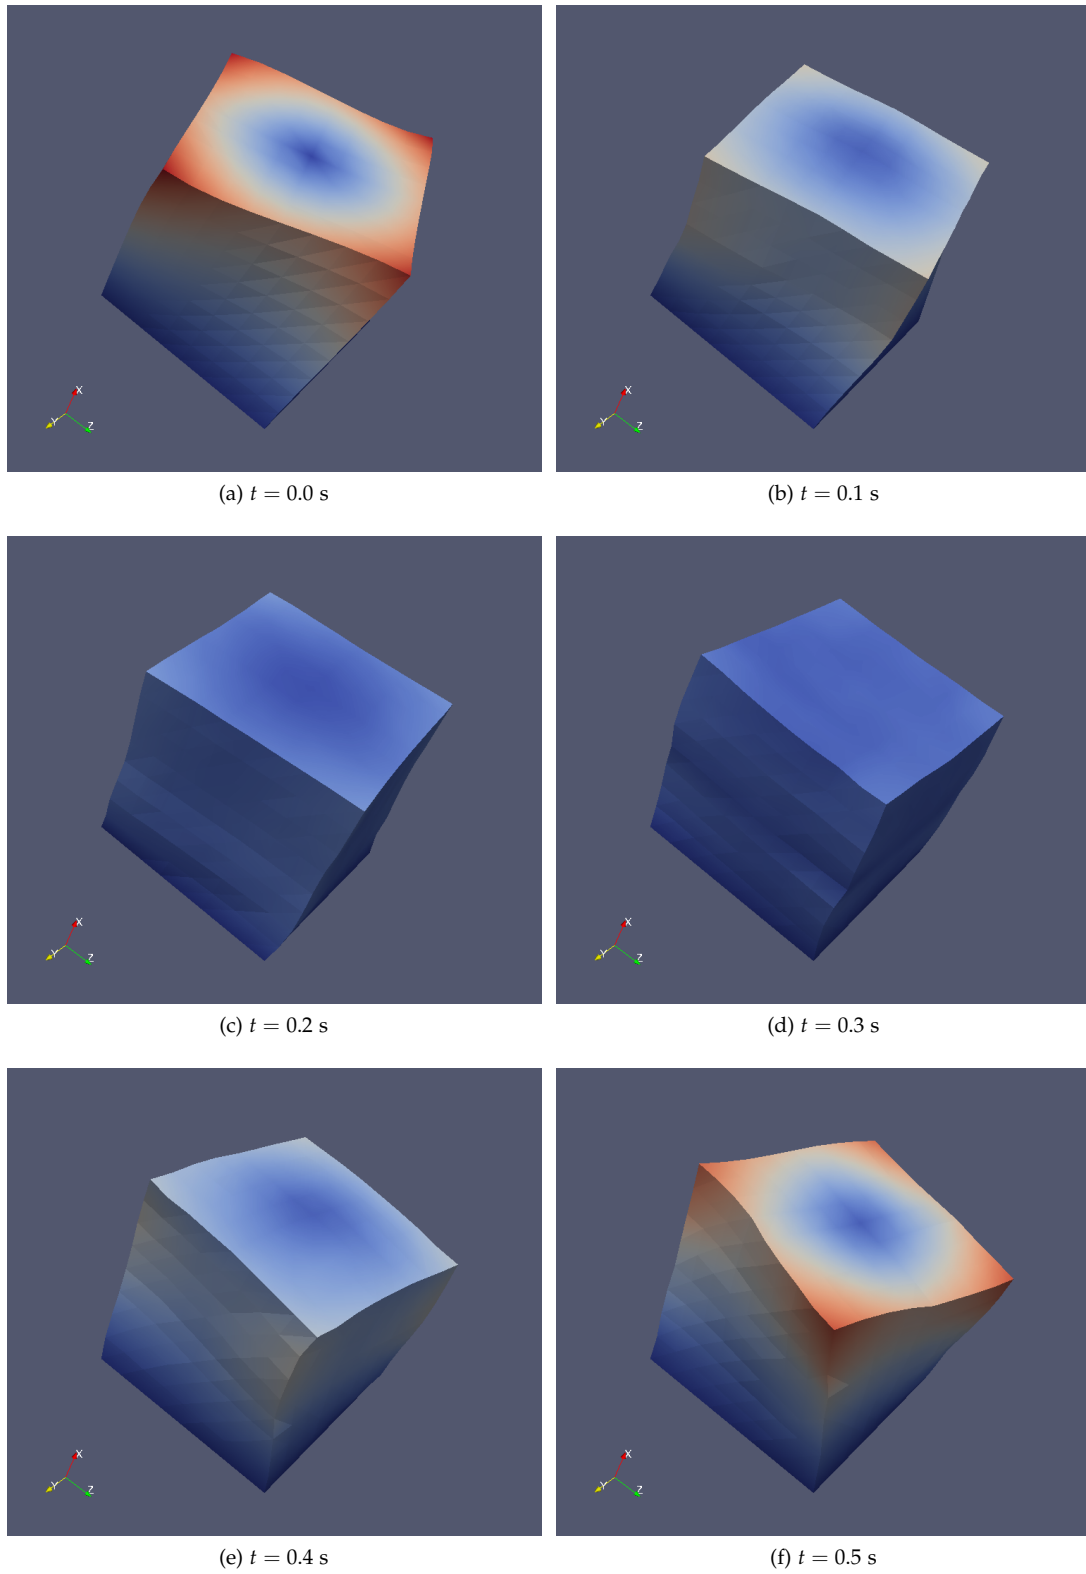 X
Y
Z
X
Y
Z
(a) t = 0.0 s
(b) t = 0.1 s
X
Y
Z
X
Y
Z
(c) t = 0.2 s
(d) t = 0.3 s
X
Y
Z
X
Y
Z
(e) t = 0.4 s
(f) t = 0.5 s